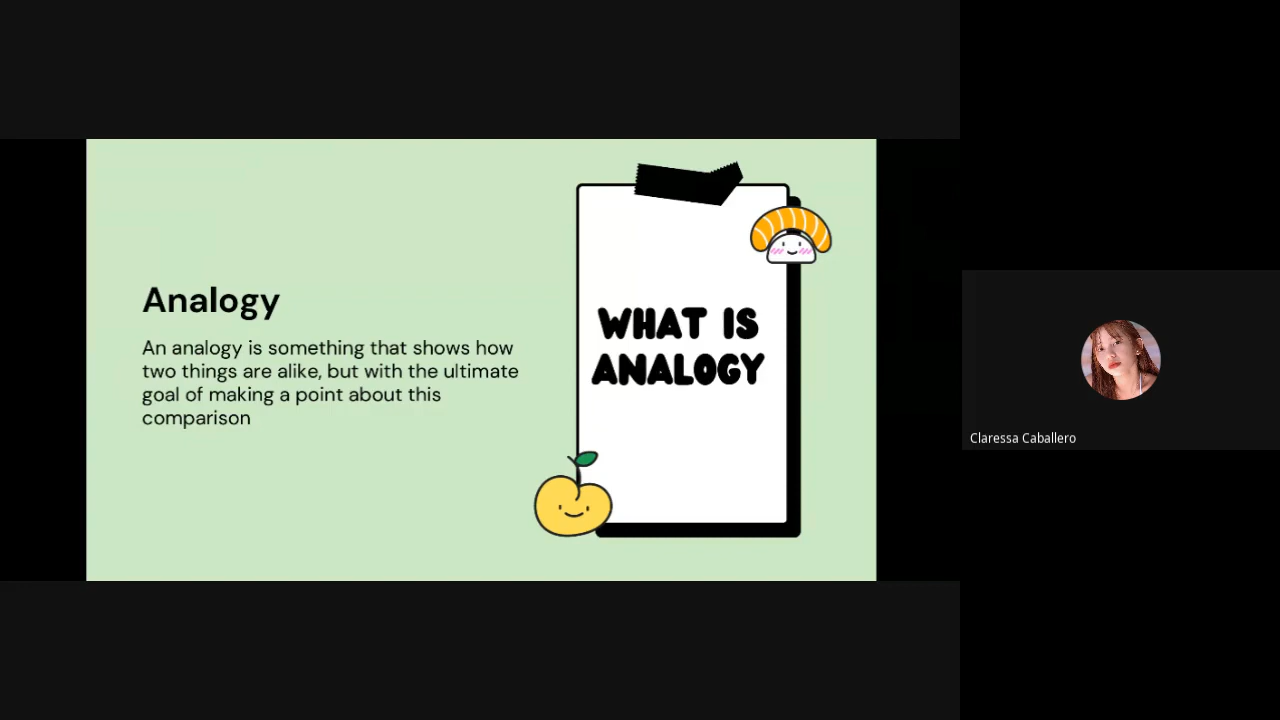 Analogy
An analogy is something that shows how
two things are alike, but with the ultimate
goal of making a point about this
comparison
WHAT IS
ANALOGY
Claressa Caballero